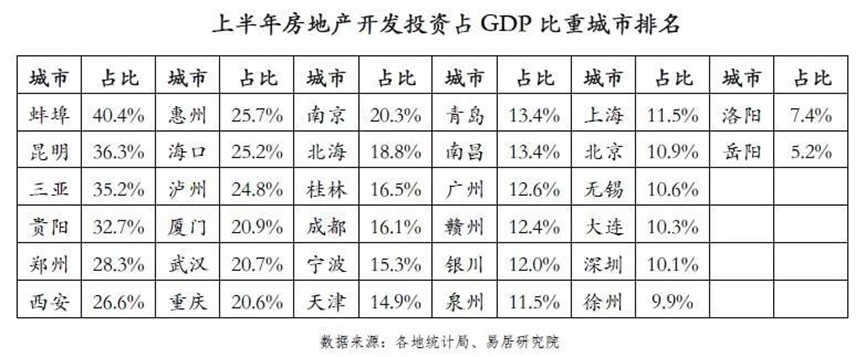 上半年房地产开发投资占 GDP 比重城市排名
城市 占比 城市 占比 城市 占比 城市 占比 城市 占比 城市 占比
蚌埠 40.4% 惠州 25.7% 南京 20.3% 青岛 13.4% 上海 11.5% 洛阳 7.4%
昆明 36.3% 海口 25.2% 北海 18.8% 南昌 13.4% 北京 10.9% 岳阳 5.2%
三亚 35.2% 泸州 24.8% 桂林 16.5% 广州 12.6% 无锡 10.6%
贵阳 32.7% 厦门 20.9% 成都 16.1% 赣州 12.4% 大连 10.3%
郑州 28.3% 武汉 20.7% 宁波 15.3% 银川 12.0% 深圳 10.1%
西安 26.6% 重庆 20.6% 天津 14.9% 泉州 11.5% 徐州 9.9%
数据来源：各地统计局、易居研究院